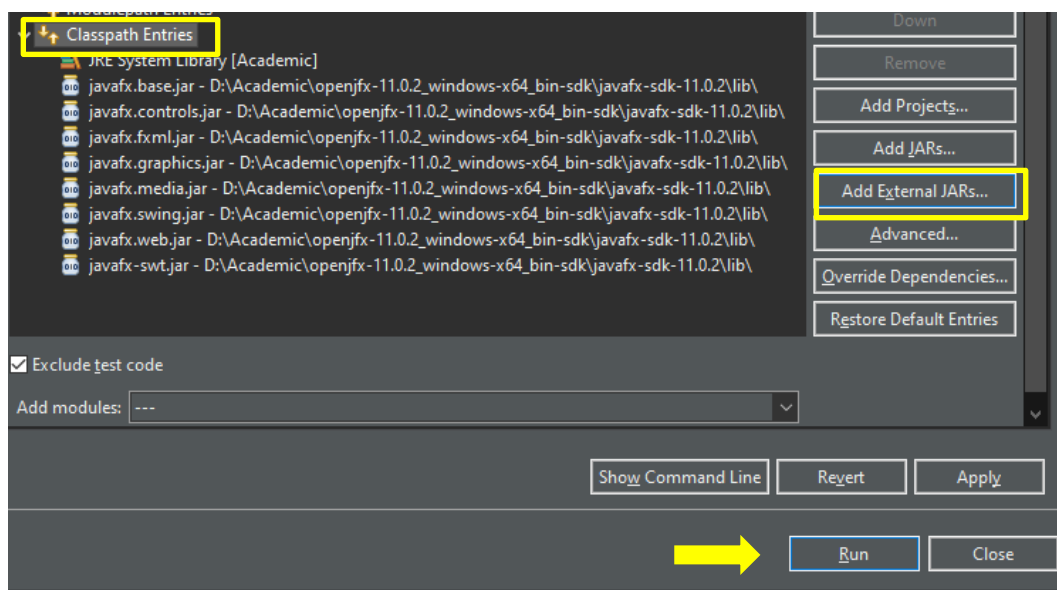 Modulepath Entries
Classpath Entries
JRE System Library [Academic]
javafx.base.jar - D:\Academic\openjfx-11.0.2_windows-x64_bin-sdk\javafx-sdk-11.0.2\lib\
javafx.controls.jar - D:\Academic\openjfx-11.0.2_windows-x64_bin-sdk\javafx-sdk-11.0.2\lib\
javafx.fxml.jar - D:\Academic\openjfx-11.0.2_windows-x64_bin-sdk\javafx-sdk-11.0.2\lib\
javafx.graphics.jar - D:\Academic\openjfx-11.0.2_windows-x64_bin-sdk\javafx-sdk-11.0.2\lib\
javafx.media.jar - D:\Academic\openjfx-11.0.2_windows-x64_bin-sdk\javafx-sdk-11.0.2\lib\
javafx.swing.jar - D:\Academic\openjfx-11.0.2_windows-x64_bin-sdk\javafx-sdk-11.0.2\lib\
javafx.web.jar - D:\Academic\openjfx-11.0.2_windows-x64_bin-sdk\javafx-sdk-11.0.2\lib\
javafx-swt.jar - D:\Academic\openjfx-11.0.2_windows-x64_bin-sdk\javafx-sdk-11.0.2\lib\
Down
Remove
Add Projects...
Add JARs...
Add External JARs...
Advanced...
Override Dependencies...
Restore Default Entries
Exclude test code
Add modules: ---
Show Command Line
Revert
Apply
Run
Close